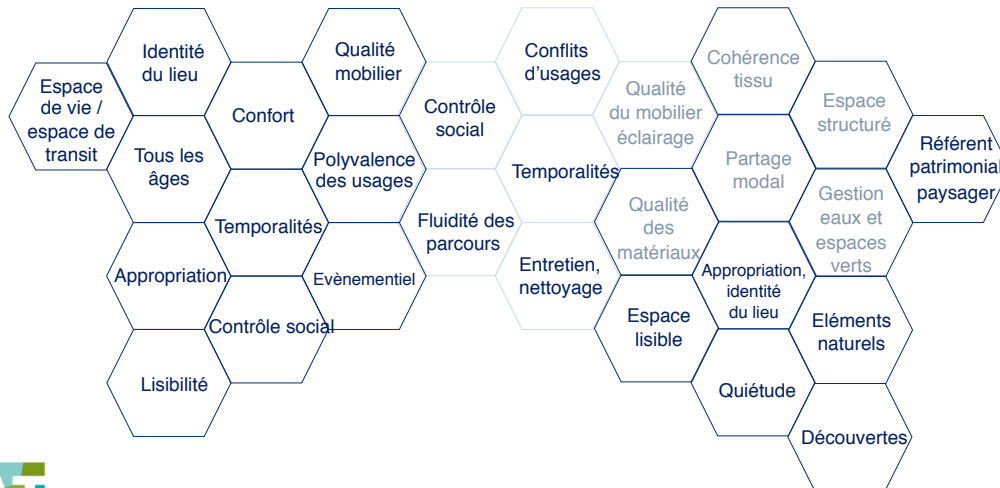 Espace
de vie /
espace de
transit
Identité
du lieu
Tous les
âges
Appropriation
Lisibilité
Confort
Temporalités
Contrôle social
Qualité
mobilier
Polyvalence
des usages
Evènementiel
Contrôle
social
Fluidité des
parcours
Conflits
d'usages
Temporalités
Entretien,
nettoyage
Qualité
du mobilier
éclairage
Qualité
des
matériaux
Espace
lisible
Cohérence
tissu
Partage
modal
Appropriation,
identité
du lieu
Quiétude
Espace
structuré
Gestion
eaux et
espaces
verts
Eléments
naturels
Découvertes
Référent
patrimonial
paysager